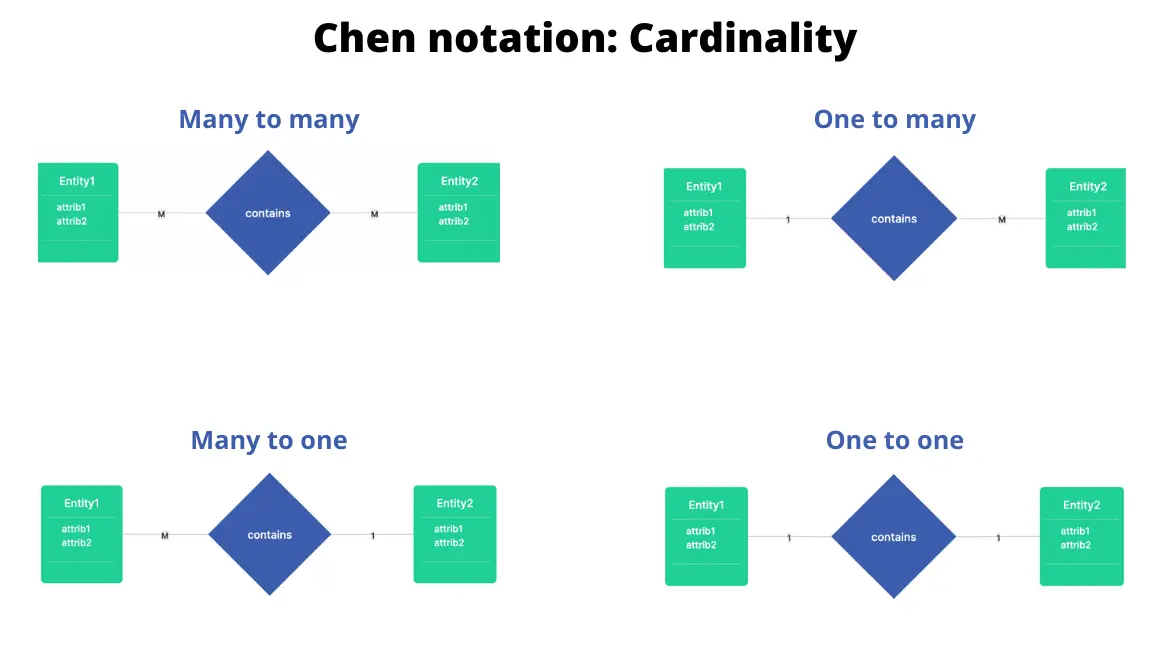 Chen notation: Cardinality
Many to many
Entity1
attrib1
attrib2
M
contains
M
Entity2
attrib1
attrib2
One to many
Entity1
attrib1
attrib2
1
contains
M
Entity2
attrib1
attrib2
Many to one
Entity1
attrib1
attrib2
M
contains
1
Entity2
attrib1
attrib2
One to one
Entity1
attrib1
attrib2
1
contains
1
Entity2
attrib1
attrib2